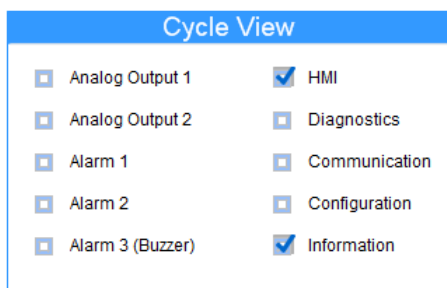 Cycle View
Analog Output 1
Analog Output 2
Alarm 1
Alarm 2
Alarm 3 (Buzzer)
HMI
Diagnostics
Communication
Configuration
Information